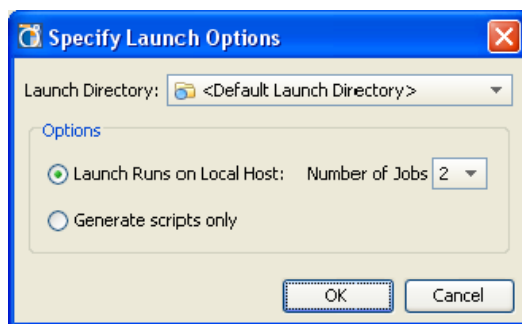 Specify Launch Options
Launch Directory: <Default Launch Directory>
Options
Launch Runs on Local Host: Number of Jobs 2
Generate scripts only
OK Cancel